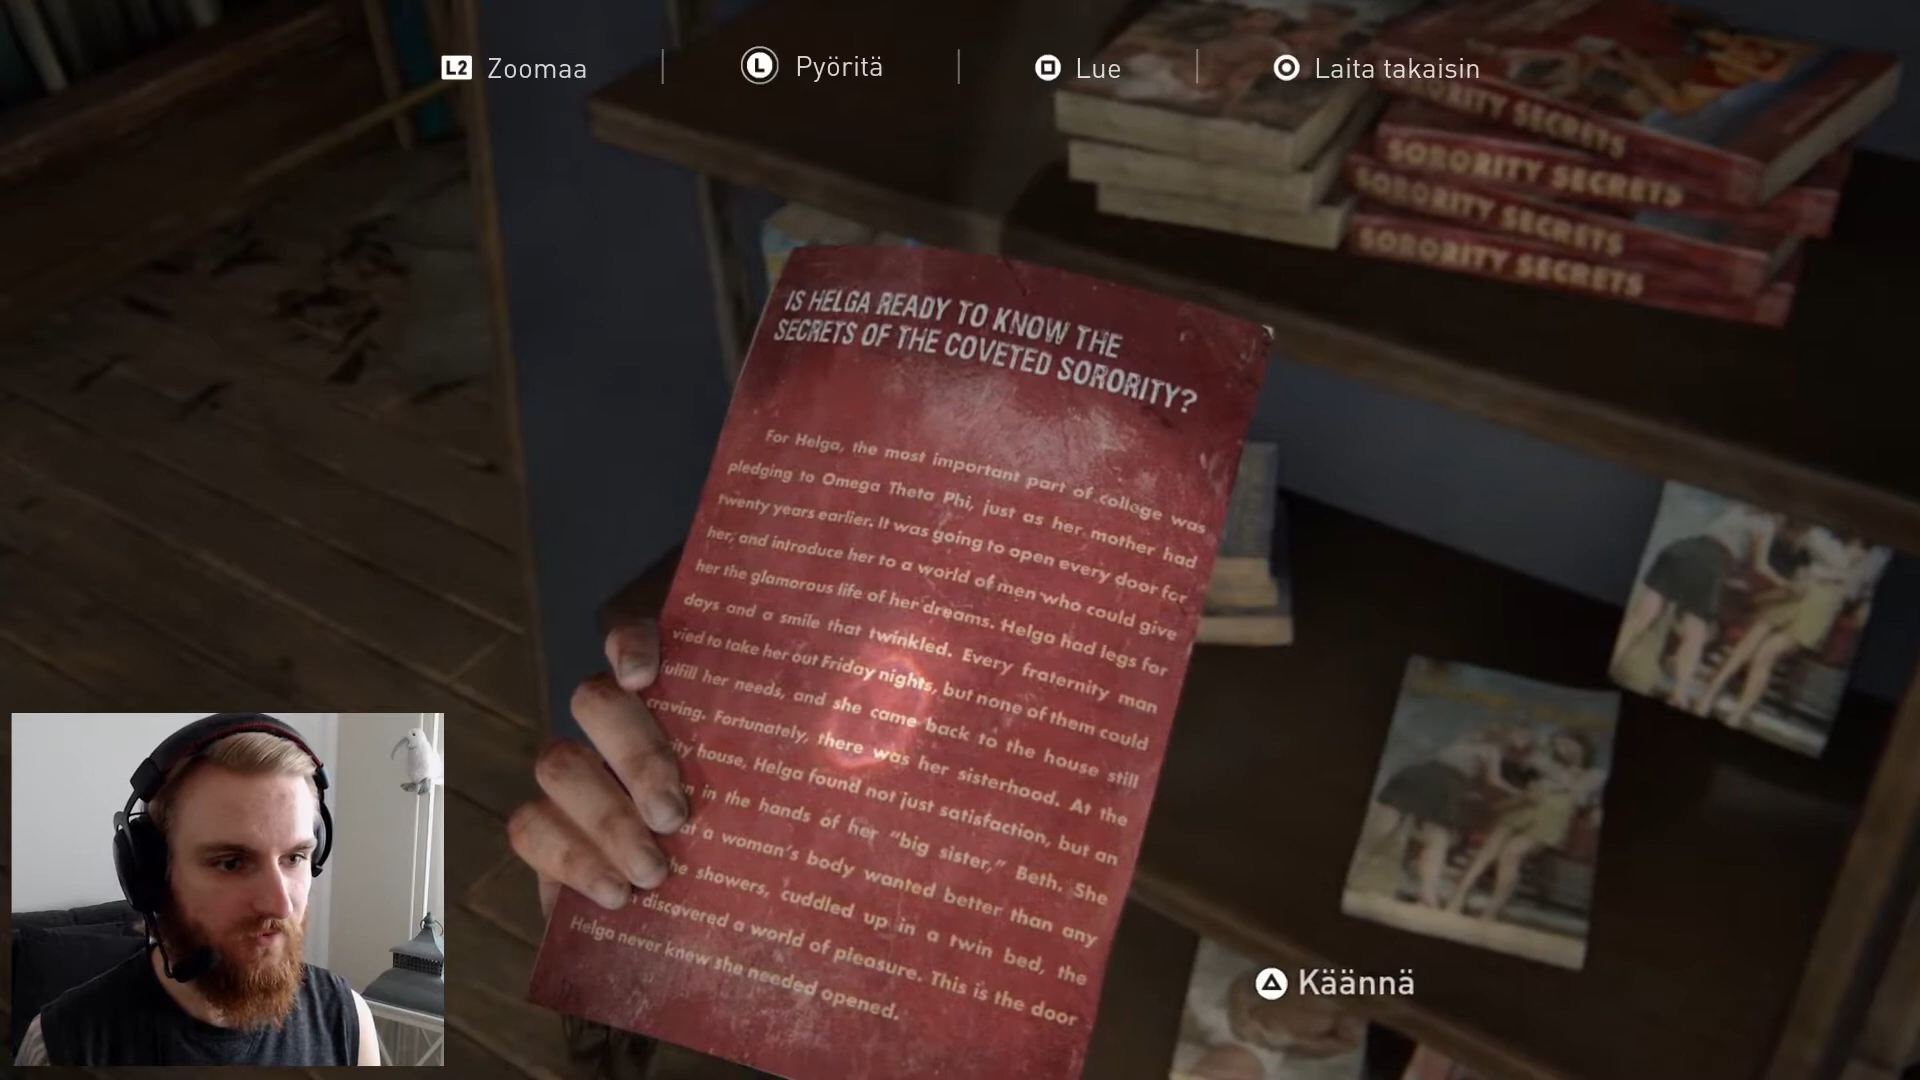 L2 Zoomaa
L Pyöritä
Lue
Laita takaisin
SORORITY SECRETS
SORORITY SECRETS
SORORITY SECRETS
SORORITY SECRETS
IS HELGA READY TO KNOW THE
SECRETS OF THE COVETED SORORITY?
For Helga, the most important part of college was
pledging to Omega Theta Phi, just as her mother had
twenty years earlier. It was going to open every door for
her, and introduce her to a world of men who could give
her the glamorous life of her dreams. Helga had legs for
days and a smile that twinkled. Every fraternity man
vied to take her out Friday nights, but none of them could
fulfill her needs, and she came back to the house still
craving. Fortunately, there was her sisterhood. At the
house, Helga found not just satisfaction, but an
in the hands of her “big sister,” Beth. She
a woman’s body wanted better than any
showers, cuddled up in a twin bed, the
discovered a world of pleasure. This is the door
Helga never knew she needed opened.
Käännä